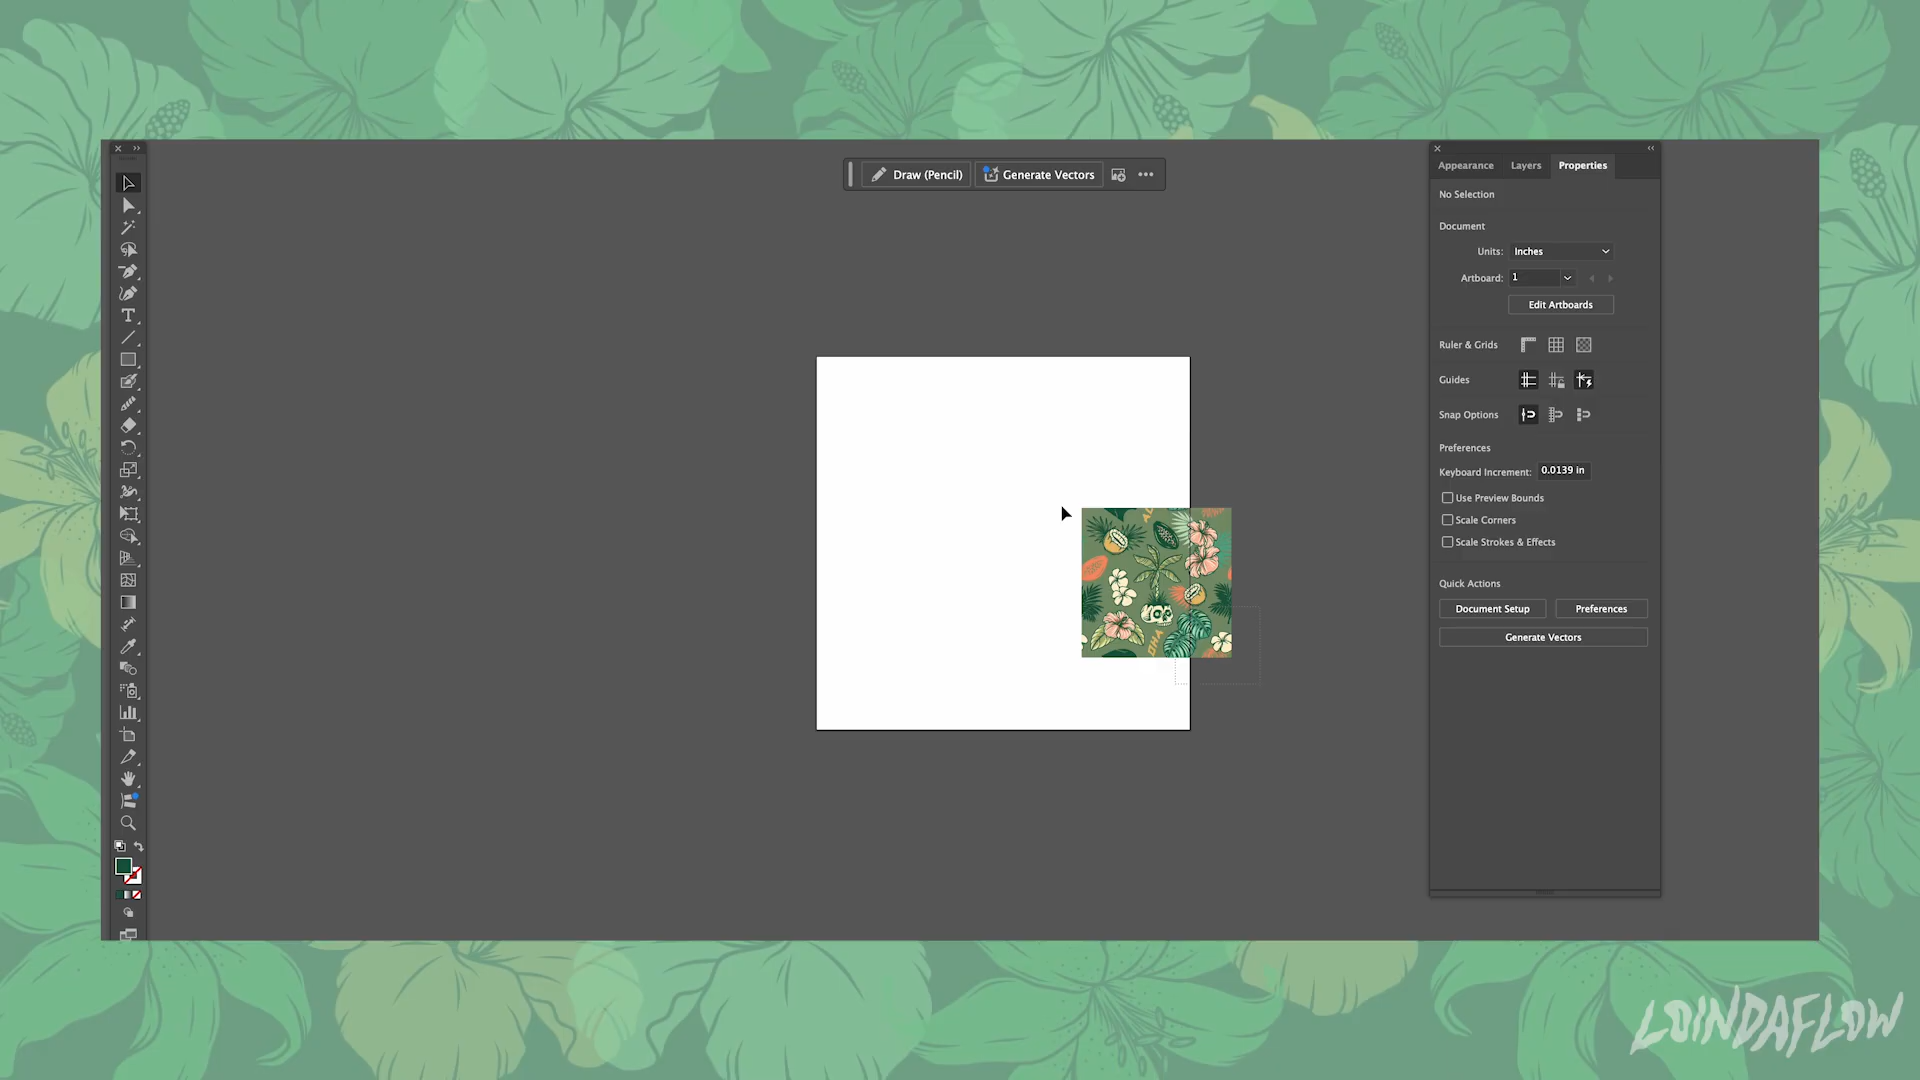 Draw (Pencil)
Generate Vectors
Appearance
Layers
Properties
No Selection
Document
Units: Inches
Artboard: 1
Edit Artboards
Ruler & Grids
Guides
Snap Options
Preferences
Keyboard Increment: 0.0139 in
Use Preview Bounds
Scale Corners
Scale Strokes & Effects
Quick Actions
Document Setup
Preferences
Generate Vectors
LOINDAFLOW